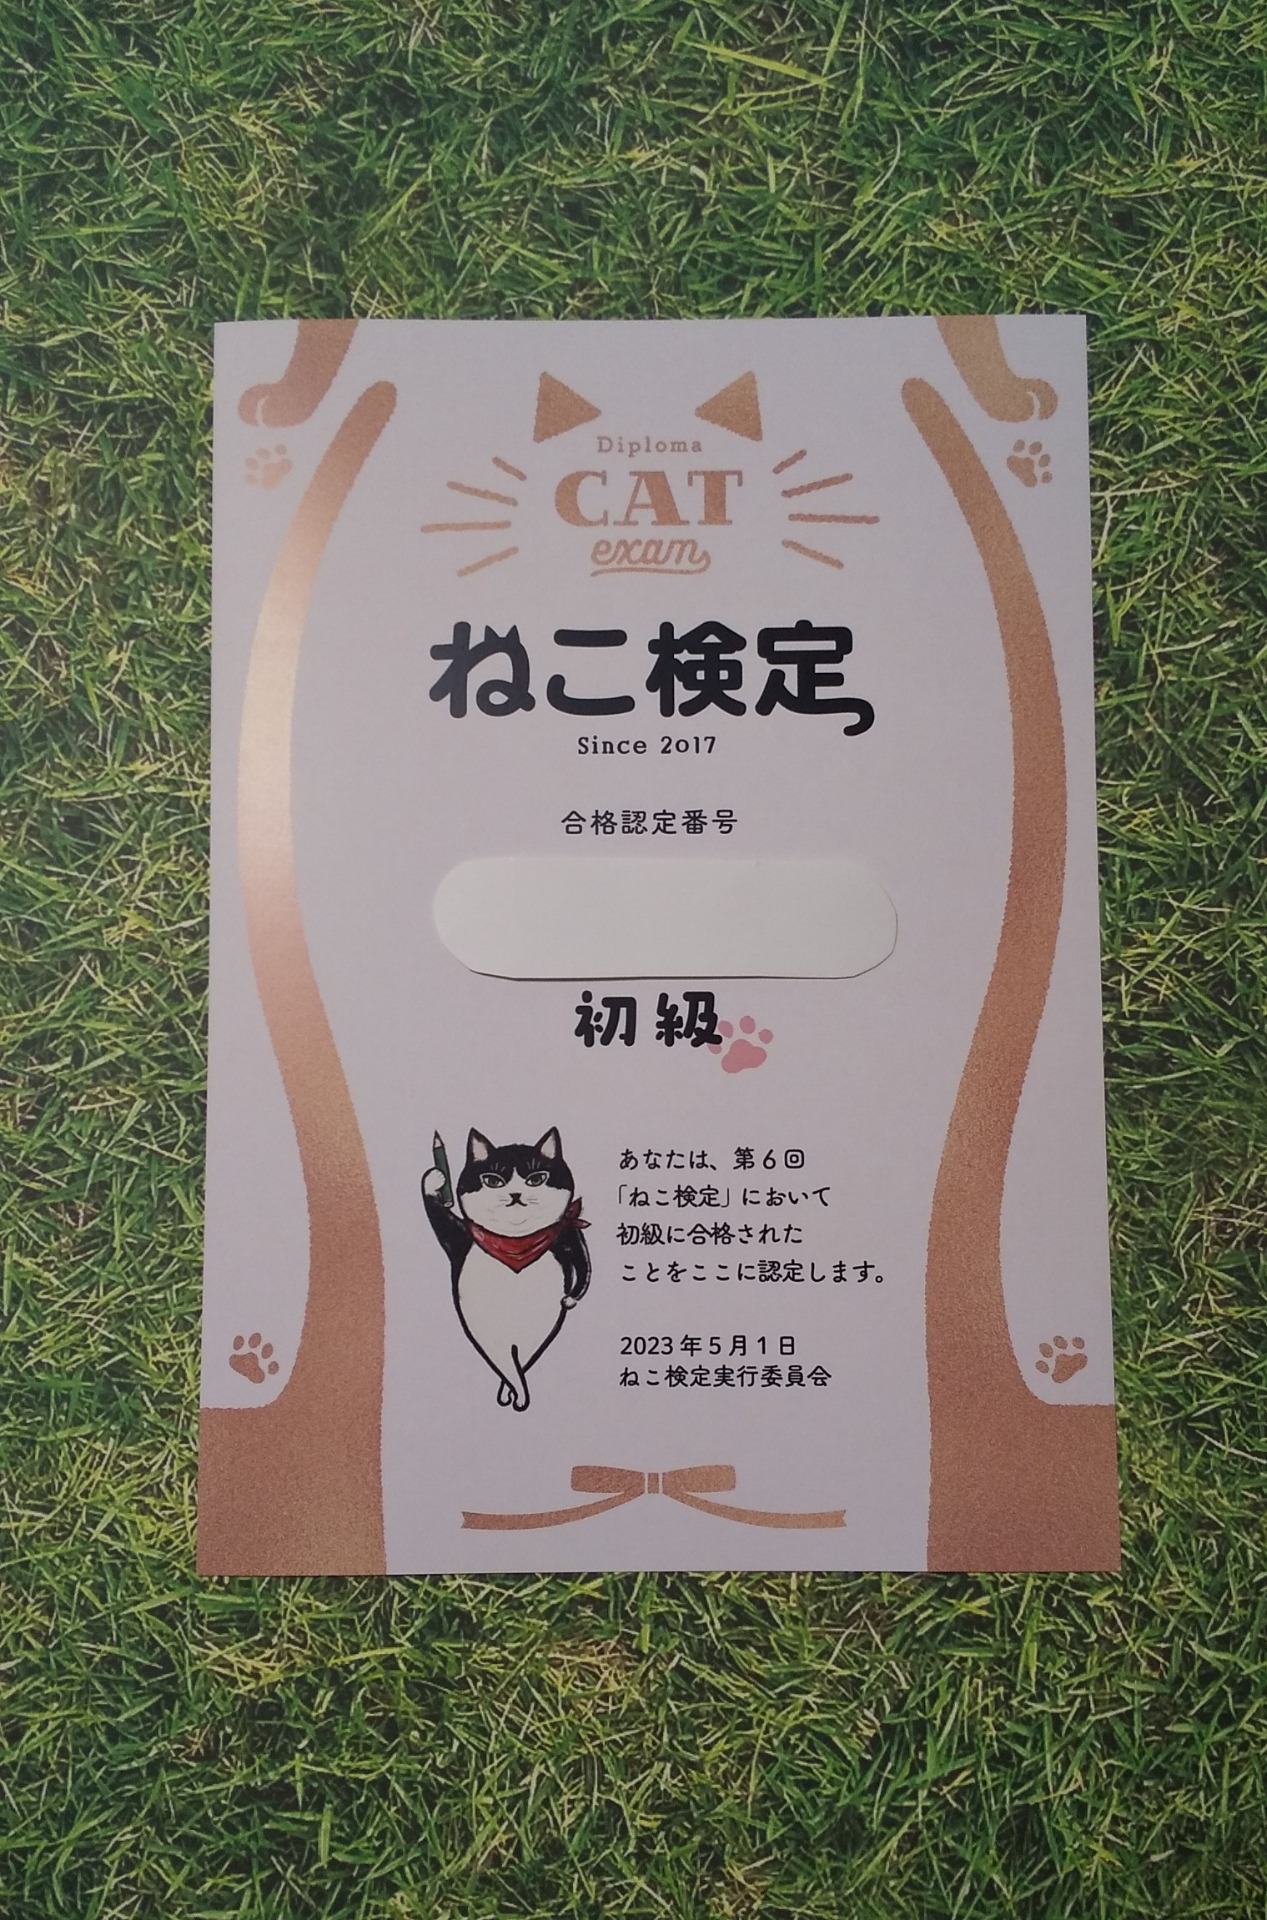 Diploma
CAT
exam
ねこ検定
Since 2017
合格認定番号
初級
あなたは、第6回
「ねこ検定」において
初級に合格された
ことをここに認定します。
2023年5月1日
ねこ検定実行委員会